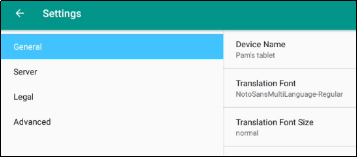 Settings
General
Server
Legal
Advanced
Device Name
Pam's tablet
Translation Font
NotoSansMultiLanguage-Regular
Translation Font Size
normal